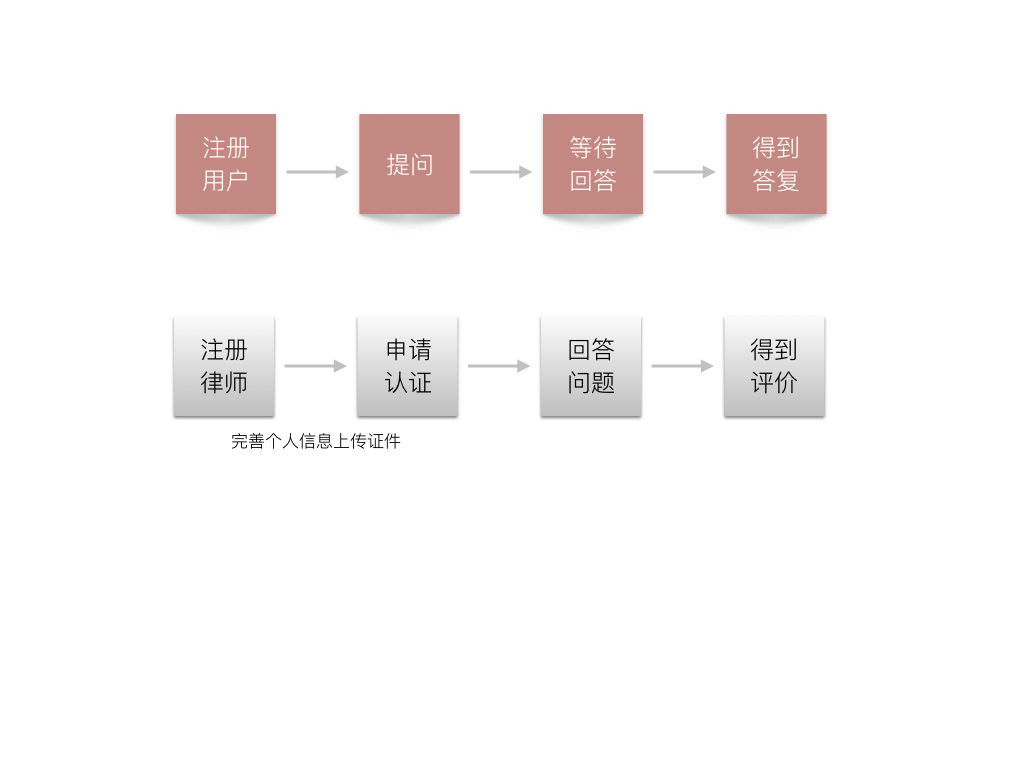 注册
用户
提问
等待
回答
得到
答复
注册
律师
申请
认证
回答
问题
得到
评价
完善个人信息上传证件